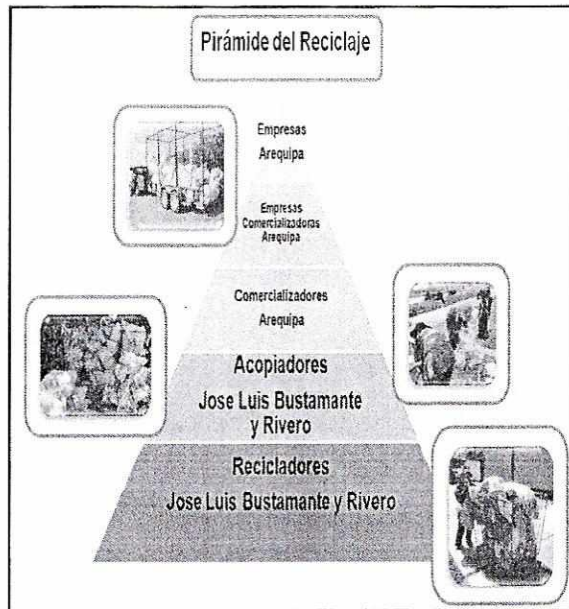 Pirámide del Reciclaje
Empresas
Arequipa
Empresas
Comercializadoras
Arequipa
Comercializadores
Arequipa
Acopiadores
Jose Luis Bustamante
y Rivero
Recicladores
Jose Luis Bustamante y Rivero